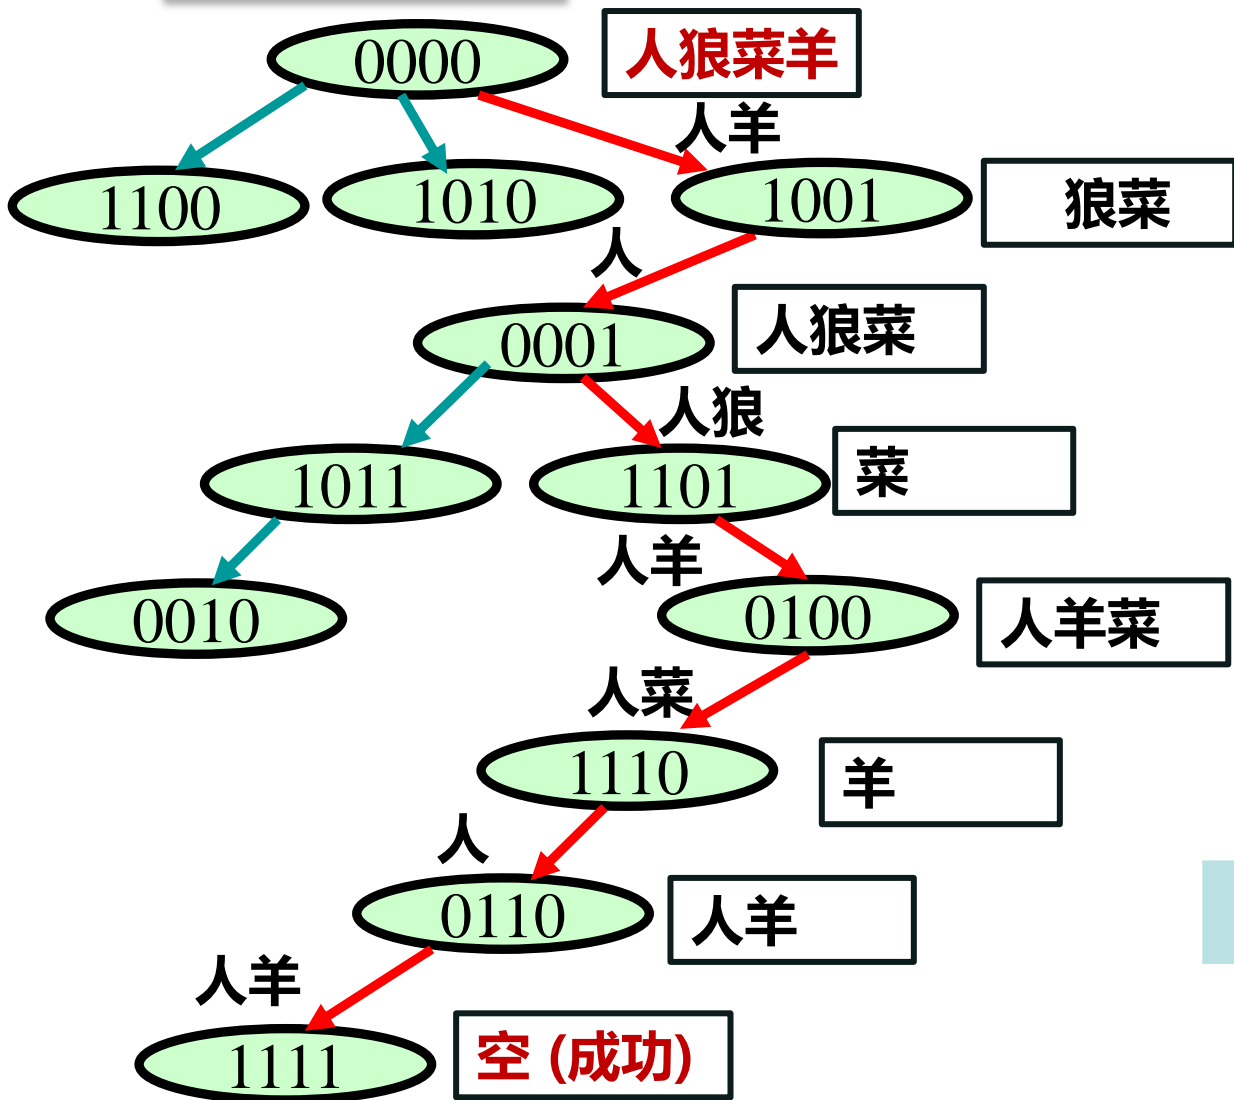 0000
人狼菜羊
人羊
1100
1010
1001
狼菜
人
0001
人狼菜
人狼
1011
1101
菜
人羊
0010
0100
人羊菜
人菜
1110
羊
人
0110
人羊
人羊
1111
空 (成功)